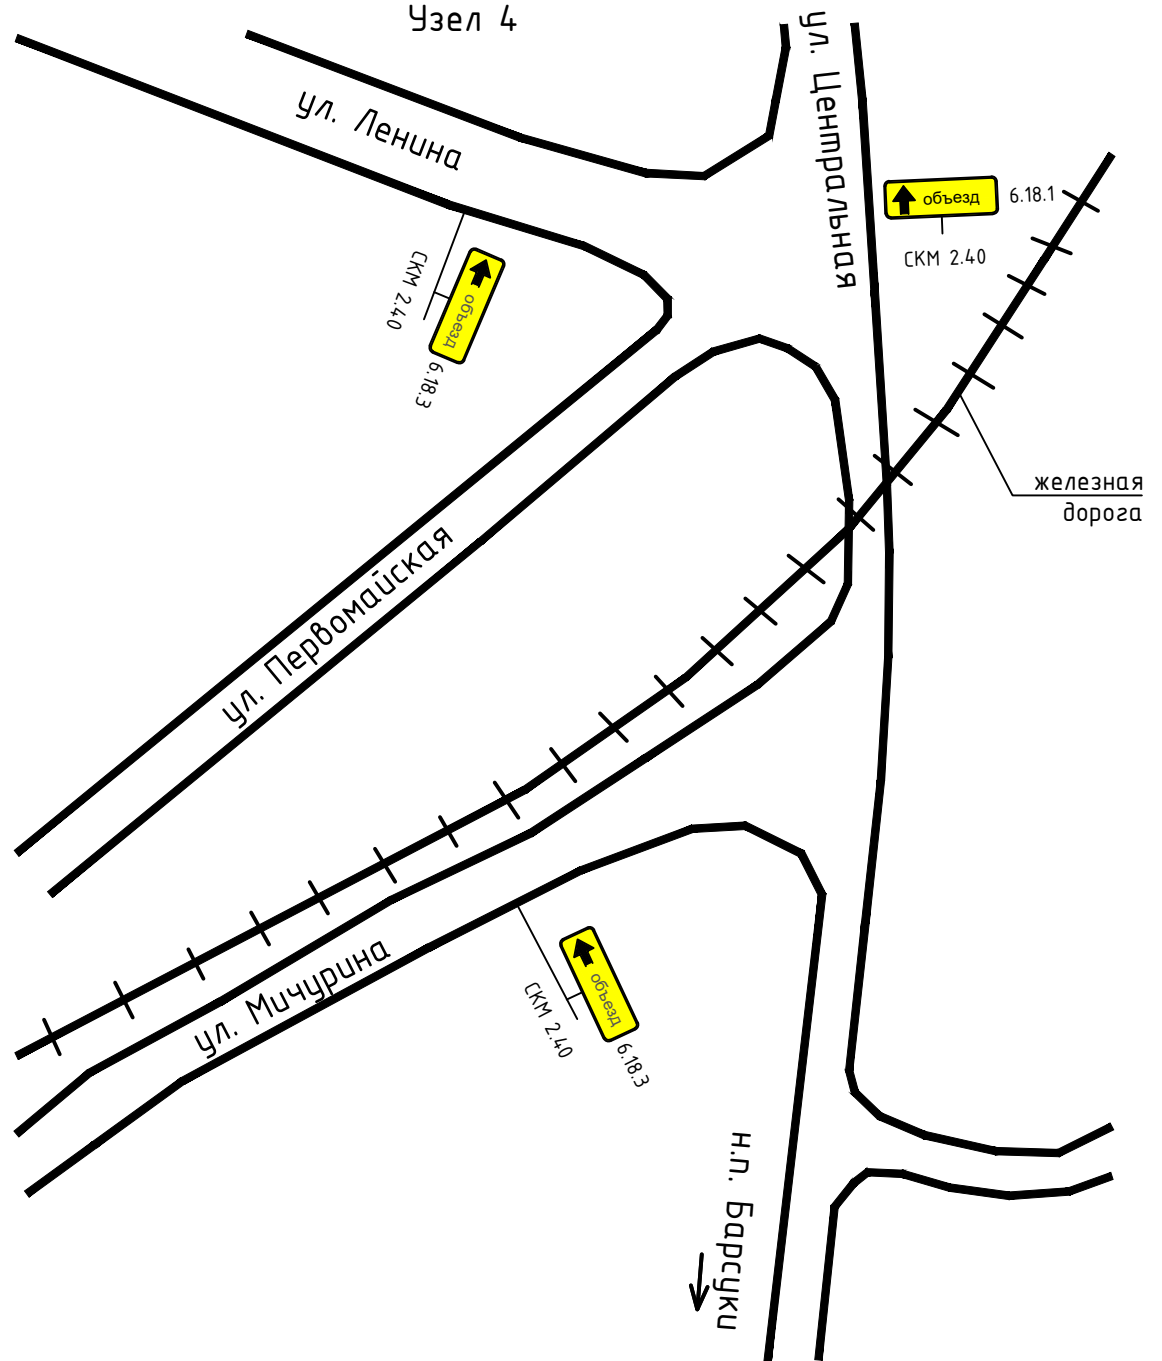 Узел 4
ул. Центральная
ул. Ленина
объезд
6.18.1
СКМ 2.40
СКМ 2.40
объезд
6.18.3
железная
дорога
ул. Первомайская
ул. Мичурина
объезд
СКМ 2.40
6.18.3
н.п. Барсуки